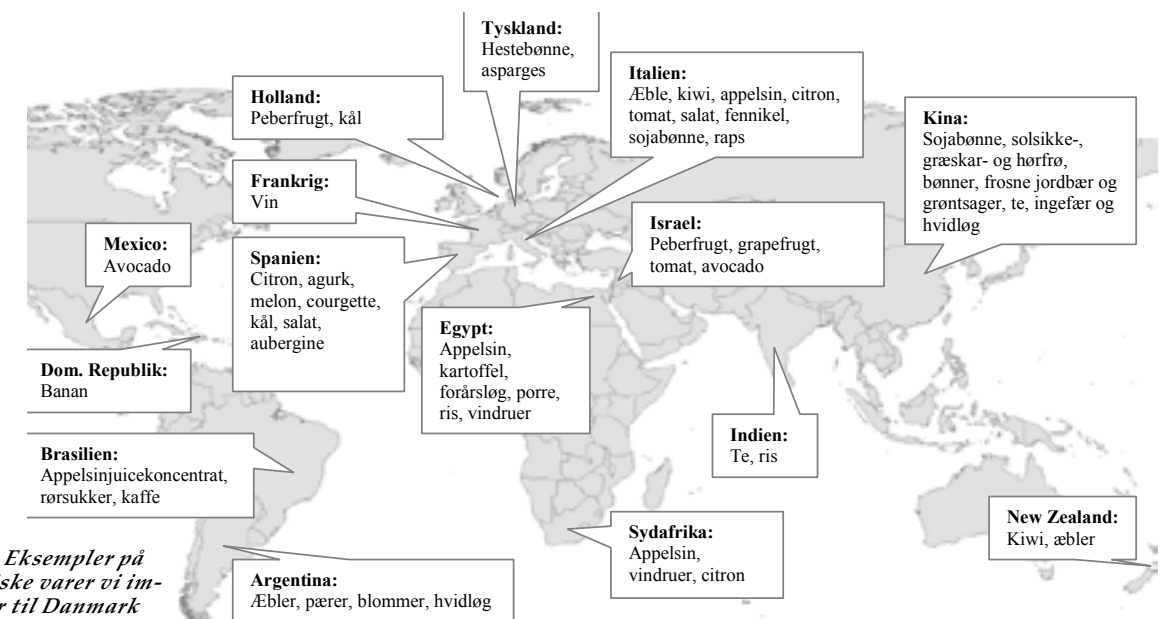 Tyskland:
Hestebønne,
asparges
Italien:
Æble, kiwi, appelsin, citron,
tomat, salat, fennikel,
sojabønne, raps
Holland:
Peberfrugt, kål
Kina:
Sojabønne, solsikke-,
græskar- og hørfrø,
bønner, frosne jordbær og
grøntsager, te, ingefær og
hvidløg
Frankrig:
Vin
Israel:
Peberfrugt, grapefrugt,
tomat, avocado
Mexico:
Avocado
Spanien:
Citron, agurk,
melon, courgette,
kål, salat,
aubergine
Egypt:
Appelsin,
kartoffel,
forårsløg, porre,
ris, vindruer
Dom. Republik:
Banan
Indien:
Te, ris
Brasilien:
Appelsinjuicekoncentrat,
rørsukker, kaffe
New Zealand:
Kiwi, æbler
Sydafrika:
Appelsin,
vindruer, citron
Argentina:
Æbler, pærer, blommer, hvidløg
Eksempler på
varer vi im-
til Danmark